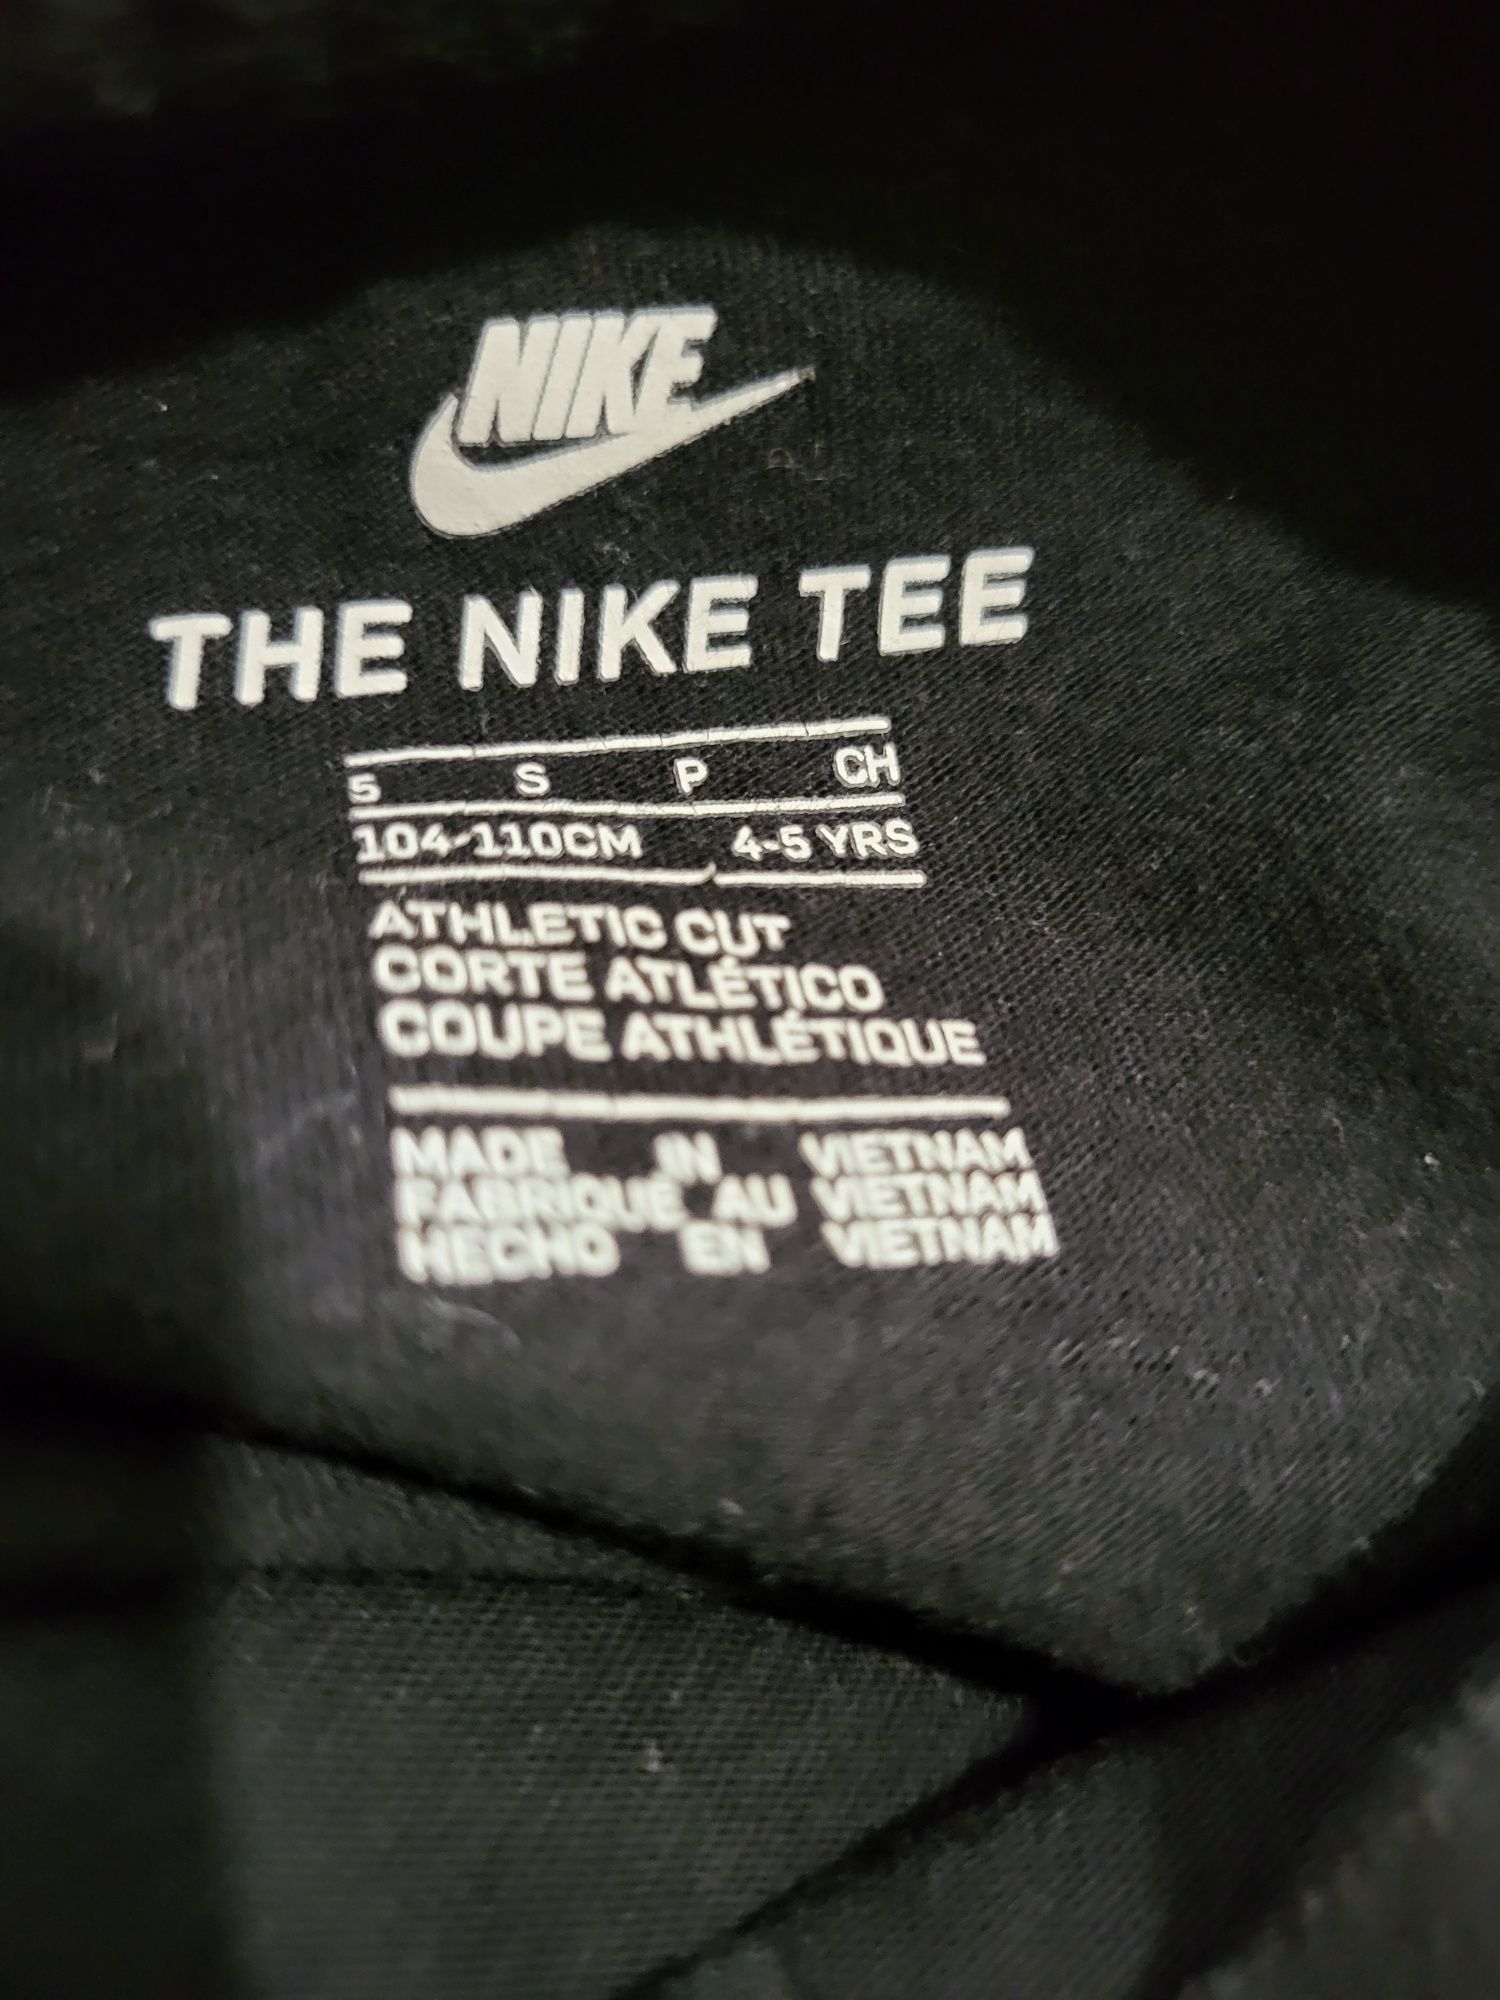 NIKE
THE NIKE TEE
5 S P CH
104-110CM 4-5 YRS
ATHLETIC CUT
CORTE ATLÉTICO
COUPE ATHLÉTIQUE
MADE IN VIETNAM
FABRIQUÉ AU VIETNAM
HECHO EN VIETNAM